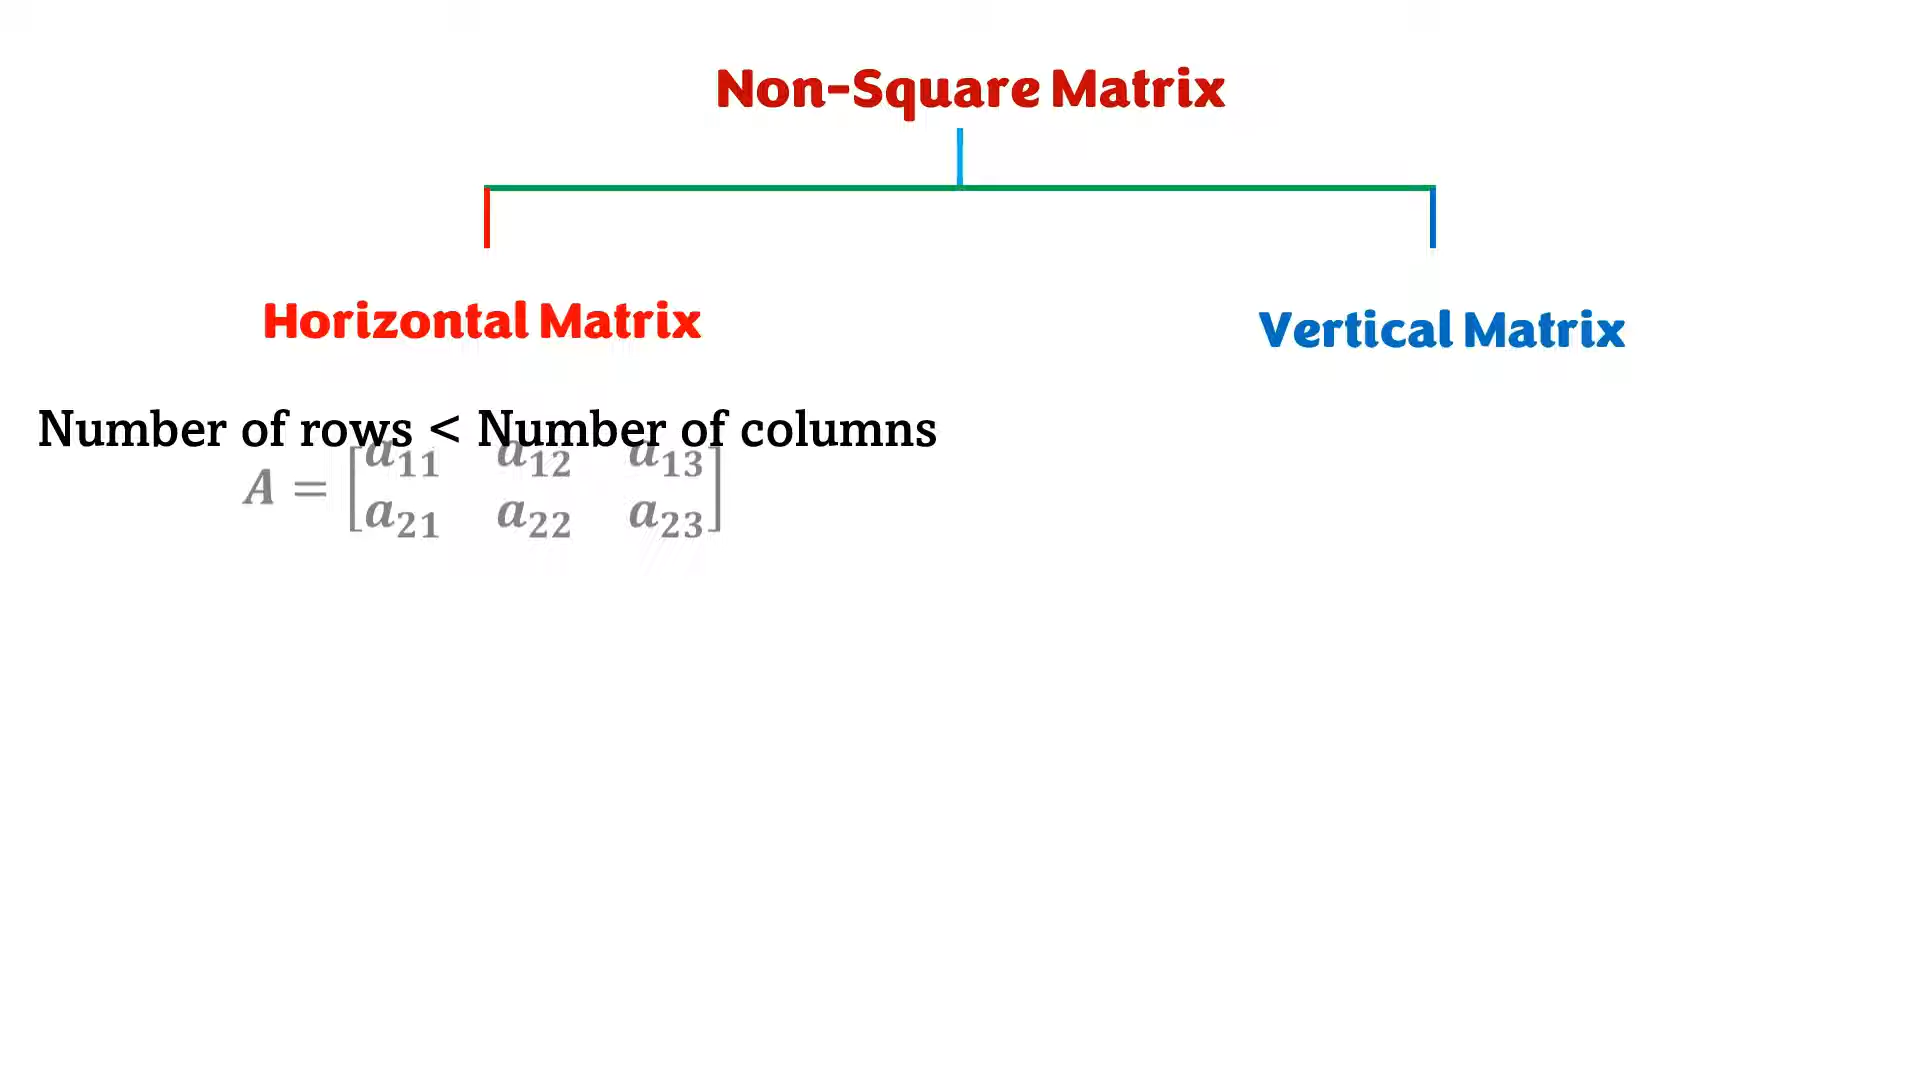 Non-Square Matrix
Horizontal Matrix
Vertical Matrix
Number of rows < Number of columns
A = [a₁₁ a₁₂ a₁₃
a₂₁ a₂₂ a₂₃]